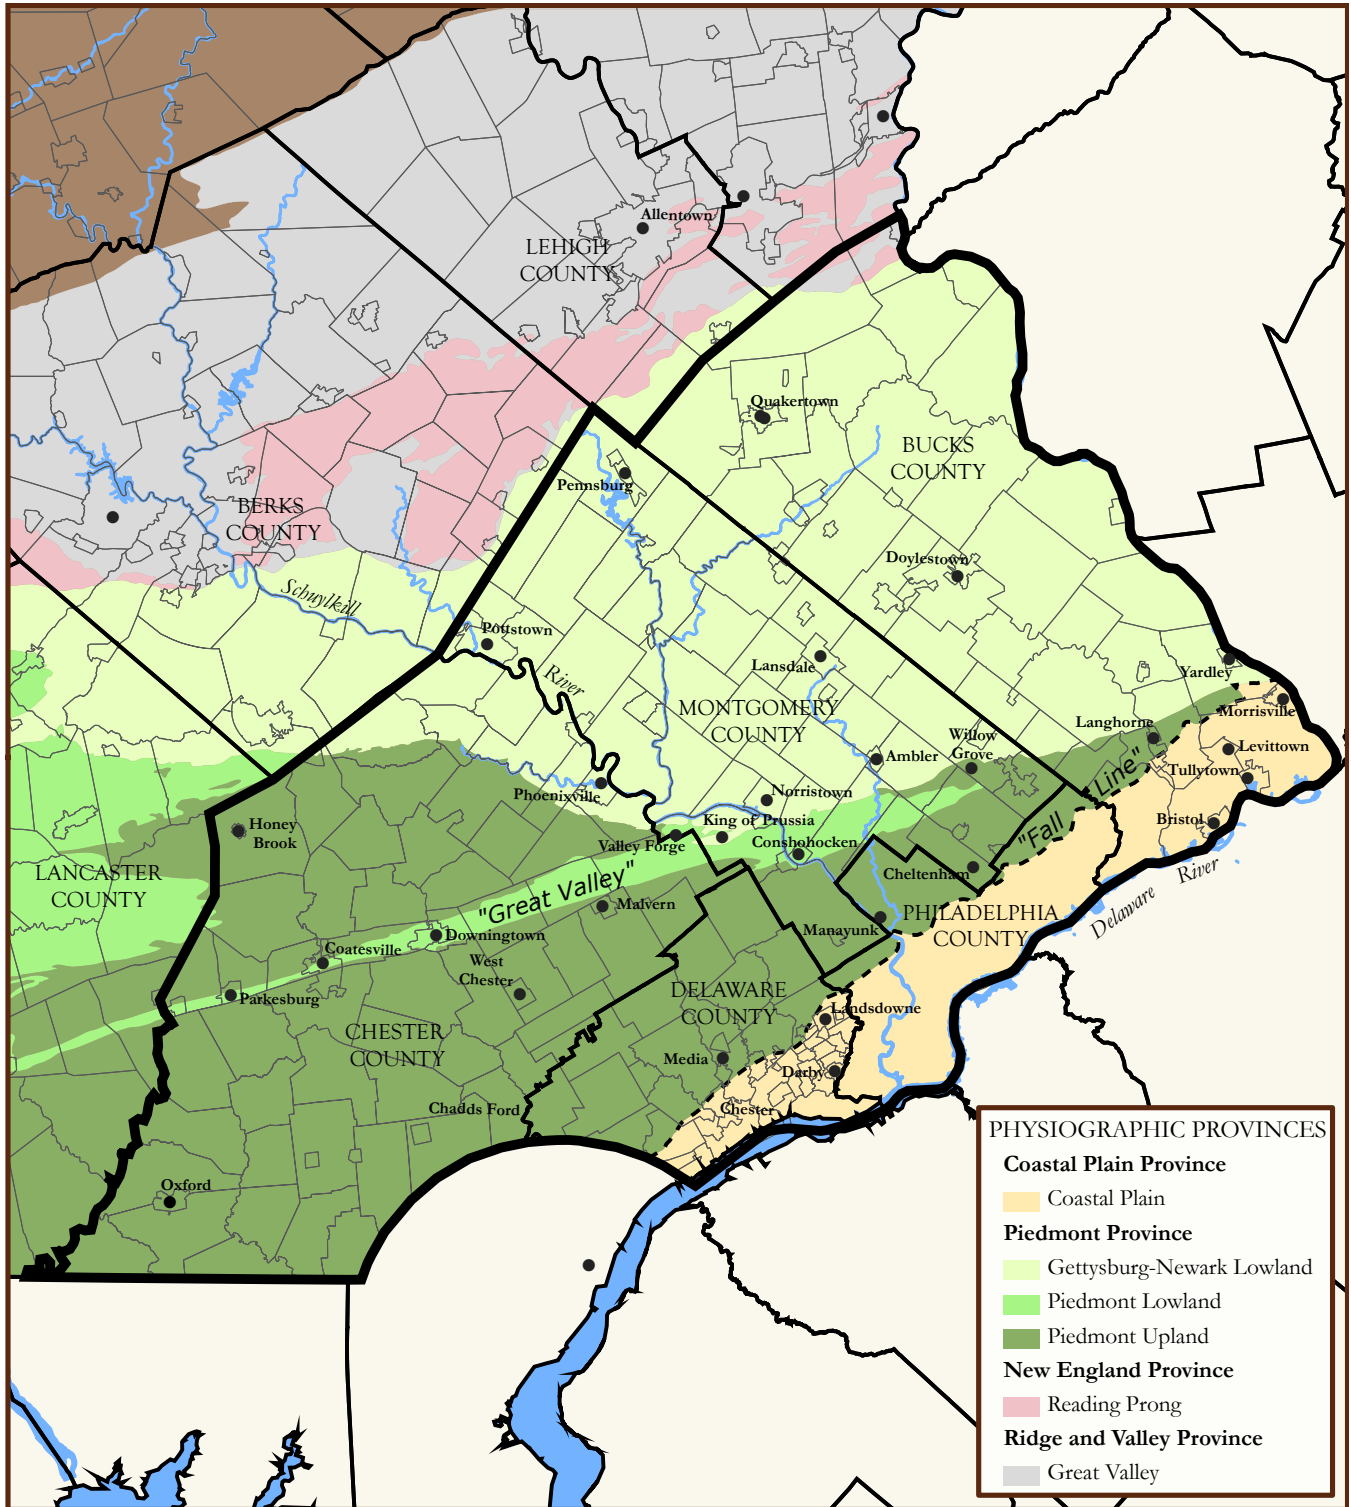 Allentown
LEHIGH
COUNTY
Quakertown
BUCKS
COUNTY
Pennsburg
BERKS
COUNTY
Doylestown
Schuylkill
River
Pottstown
Lansdale
Yardley
MONTGOMERY
COUNTY
Morrisville
Langhorne
Willow
Grove
Levittown
Ambler
"Fall
Line"
Tullytown
Phoenixville
Norristown
Bristol
King of Prussia
Honey
Brook
Valley Forge
Conshohocken
LANCASTER
COUNTY
"Great Valley"
Cheltenham
Delaware
River
Malvern
PHILADELPHIA
COUNTY
Manayunk
Downingtown
Coatesville
West
Chester
Parkesburg
DELAWARE
COUNTY
Landsdowne
CHESTER
COUNTY
Media
Darby
Chadds Ford
Chester
Oxford
PHYSIOGRAPHIC PROVINCES
Coastal Plain Province
Coastal Plain
Piedmont Province
Gettysburg-Newark Lowland
Piedmont Lowland
Piedmont Upland
New England Province
Reading Prong
Ridge and Valley Province
Great Valley